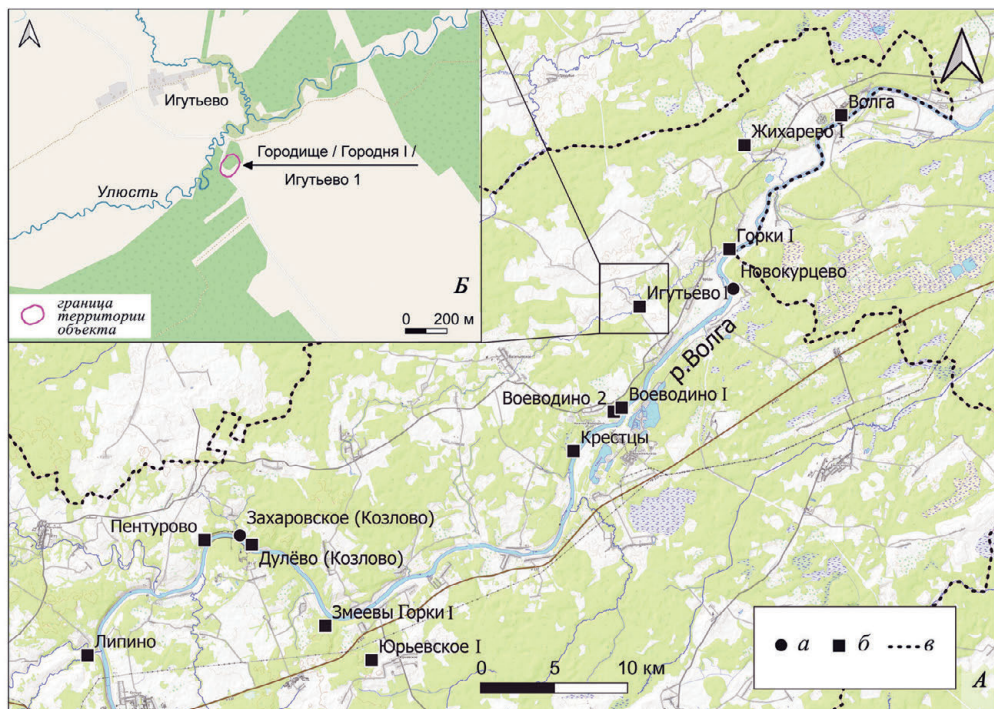 Игутьево
Городище / Городня I /
Игутьево 1
Улюсть
Б
граница
территории
объекта
0 200 м
Волга
Жихарево I
Горки I
Новокурцево
Игутьево I
р.Волга
Воеводино 2
Воеводино I
Крестцы
Захаровское (Козлово)
Пентурово
Дулёво (Козлово)
Змеевы Горки I
Липино
Юрьевское I
0 5 10 км
а б в
А